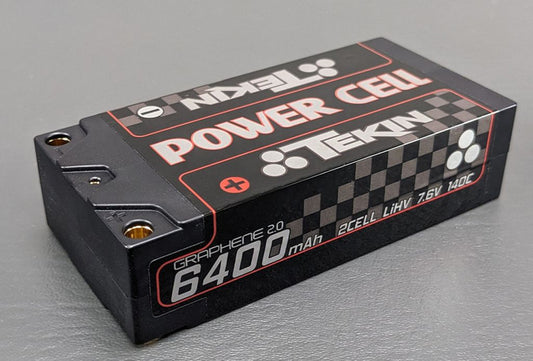 TEKIN
POWER CELL
TEKIN
GRAPHENE 2.0
6400mAh
2CELL LiHV 7.6V 140C